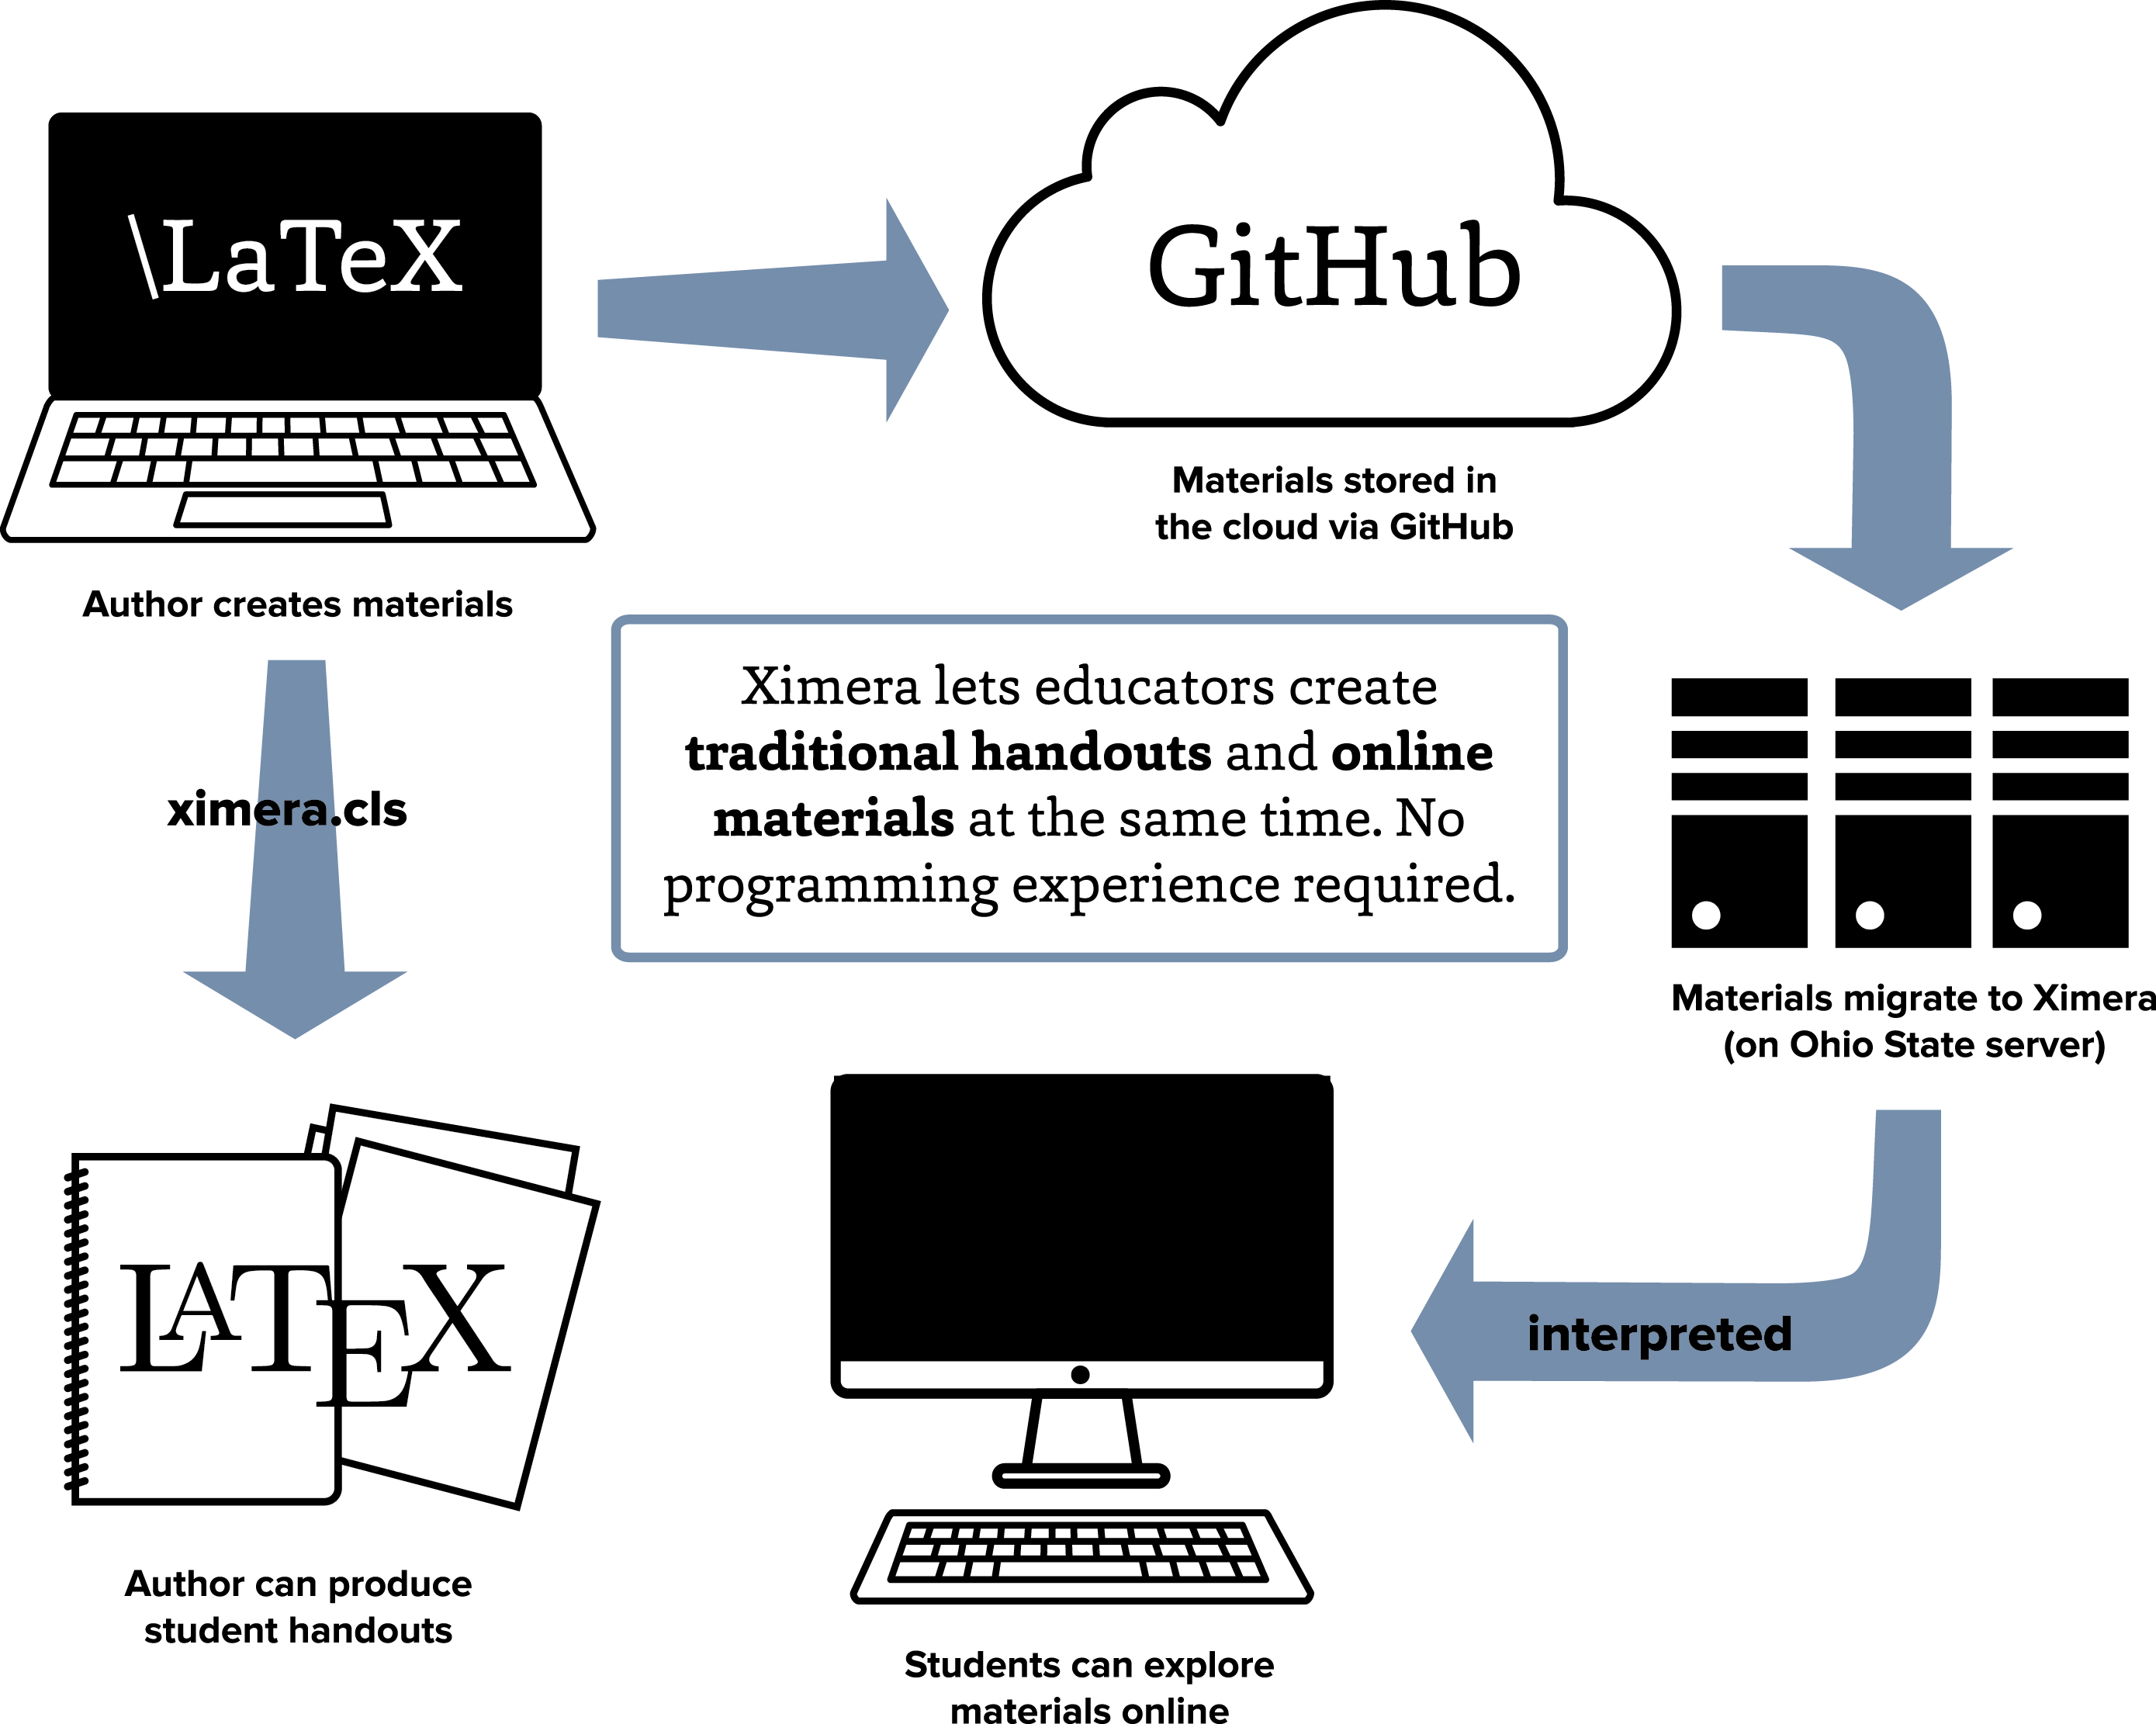 \LaTeX
GitHub
Materials stored in
the cloud via GitHub
Author creates materials
Ximera lets educators create
traditional handouts and online
materials at the same time. No
programming experience required.
ximera.cls
Materials migrate to Ximera
(on Ohio State server)
LATEX
interpreted
Author can produce
student handouts
Students can explore
materials online